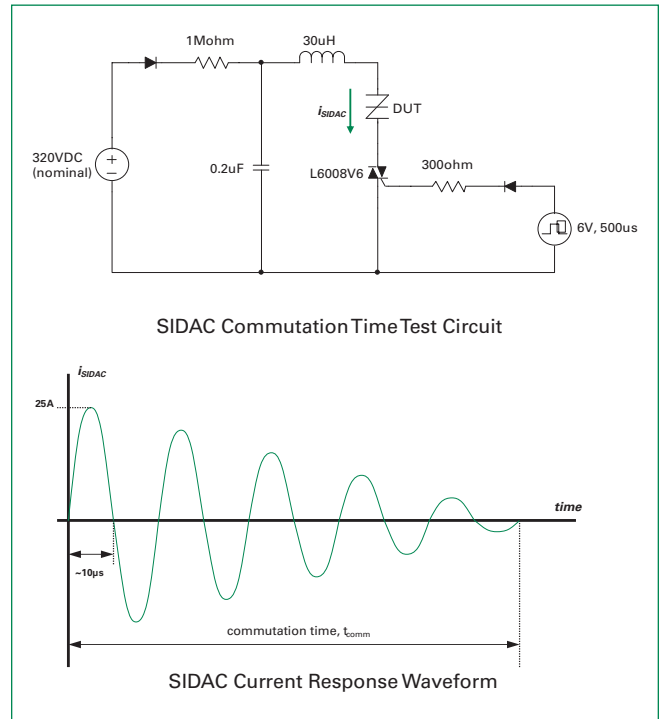 1Mohm
30uH
iSIDAC
DUT
320VDC
(nominal)
0.2uF
L6008V6
300ohm
6V, 500us
SIDAC Commutation Time Test Circuit
iSIDAC
25A
time
~10µs
commutation time, tcomm
SIDAC Current Response Waveform